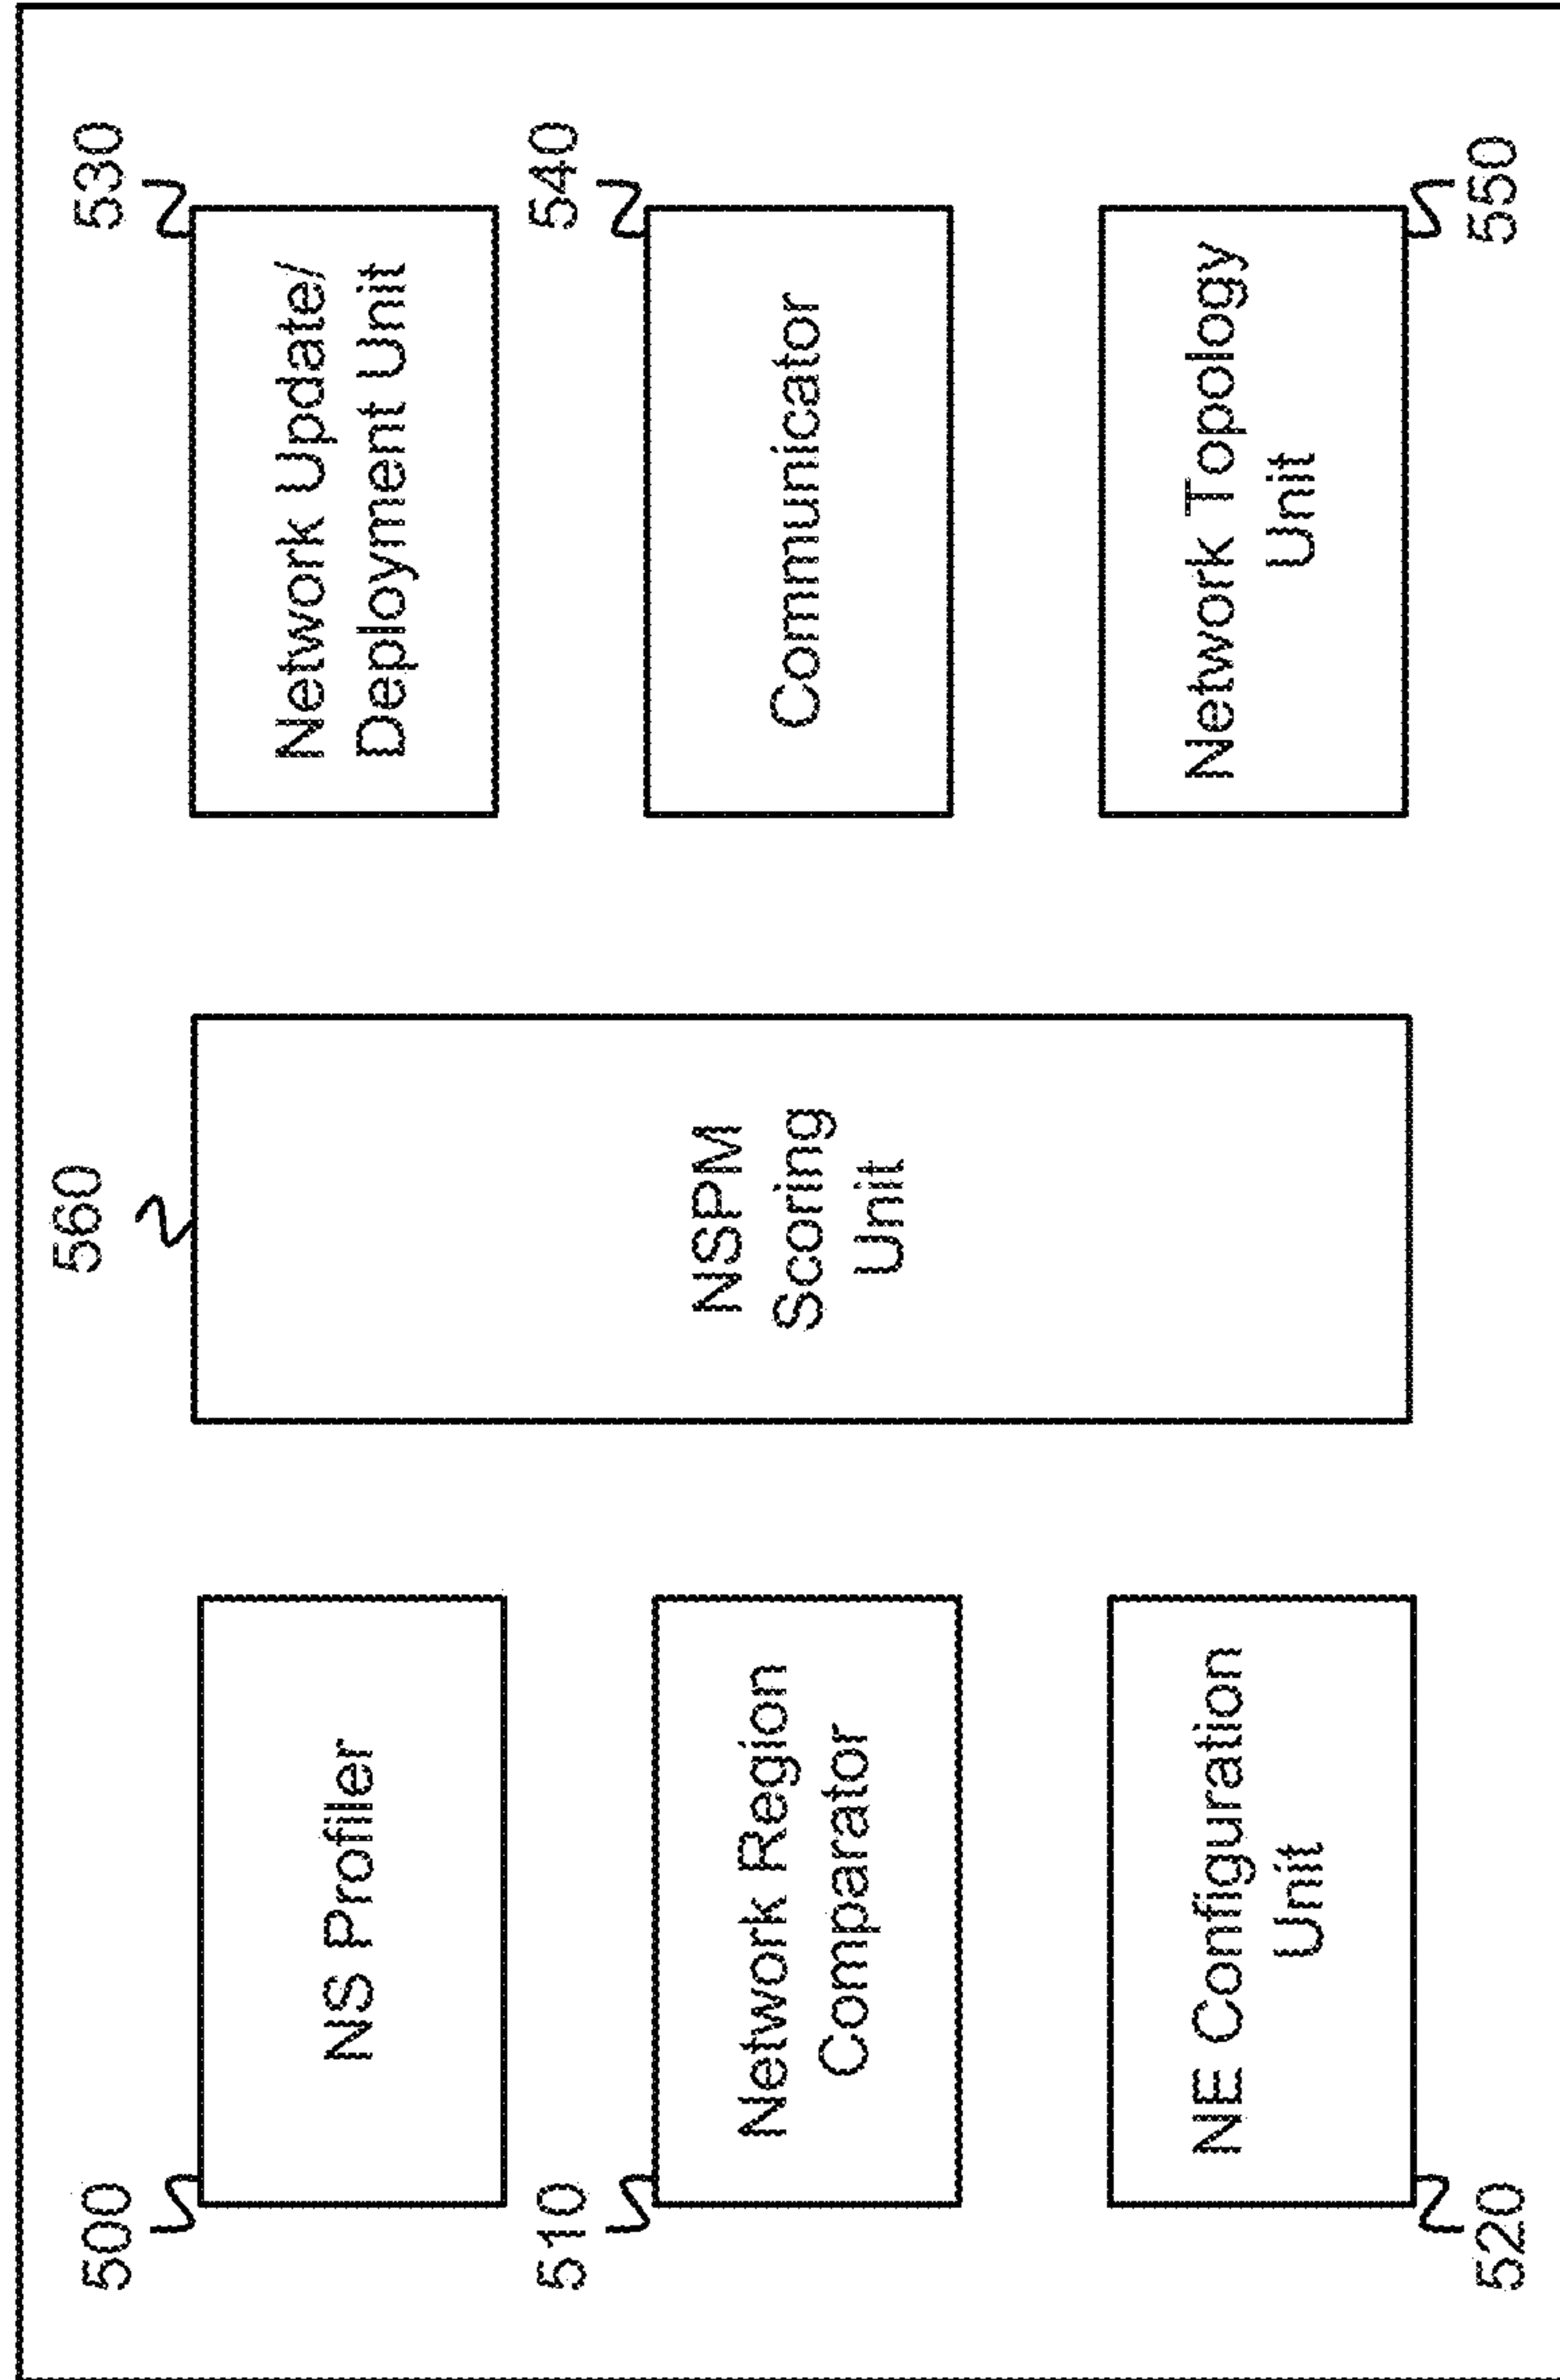 500
NS Profiler
510
Network Region
Comparator
NE Configuration
Unit
520
560
NSPM
Scoring
Unit
530
Network Update/
Deployment Unit
540
Communicator
Network Topology
Unit
550